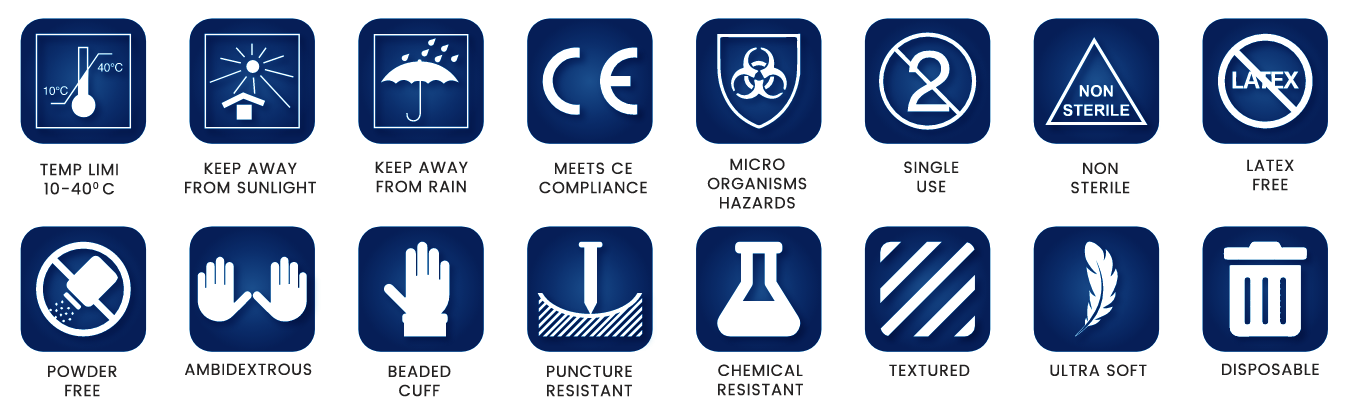 10°C
40°C
CE
2
NON
STERILE
LATEX
TEMP LIMI
10-40⁰ C
KEEP AWAY
FROM SUNLIGHT
KEEP AWAY
FROM RAIN
MEETS CE
COMPLIANCE
MICRO
ORGANISMS
HAZARDS
SINGLE
USE
NON
STERILE
LATEX
FREE
POWDER
FREE
AMBIDEXTROUS
BEADED
CUFF
PUNCTURE
RESISTANT
CHEMICAL
RESISTANT
TEXTURED
ULTRA SOFT
DISPOSABLE